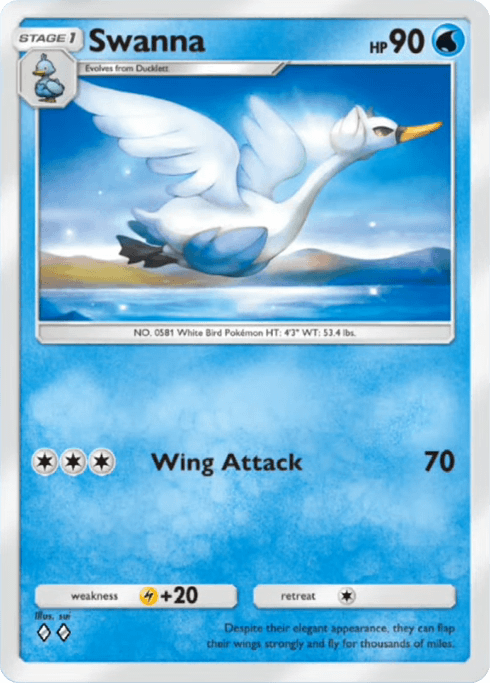 STAGE 1
Swanna
HP 90
Evolves from Ducklett
NO. 0581 White Bird Pokémon HT: 4'3" WT: 53.4 lbs.
Wing Attack 70
weakness +20 retreat
Illus. sui
Despite their elegant appearance, they can flap
their wings strongly and fly for thousands of miles.